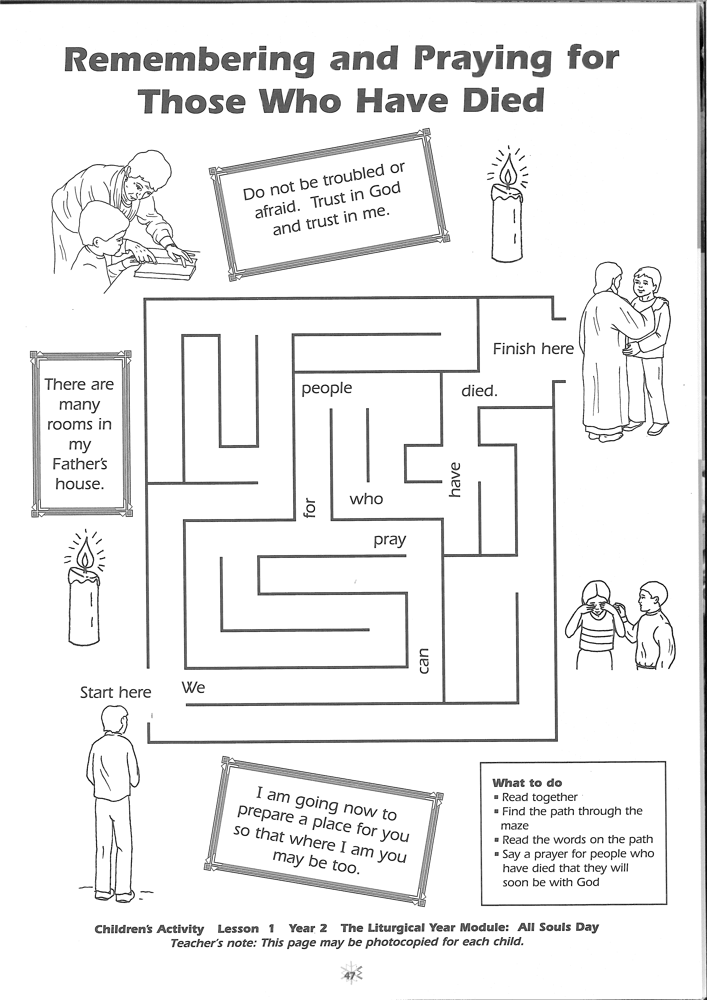 Remembering and Praying for
Those Who Have Died
Do not be troubled or
afraid. Trust in God
and trust in me.
There are
many
rooms in
my
Father's
house.
Finish here
people
died.
have
for
who
pray
can
We
Start here
I am going now to
prepare a place for you
so that where I am you
may be too.
What to do
▪ Read together
▪ Find the path through the
maze
▪ Read the words on the path
▪ Say a prayer for people who
have died that they will
soon be with God
Children's Activity Lesson 1 Year 2 The Liturgical Year Module: All Souls Day
Teacher's note: This page may be photocopied for each child.
47